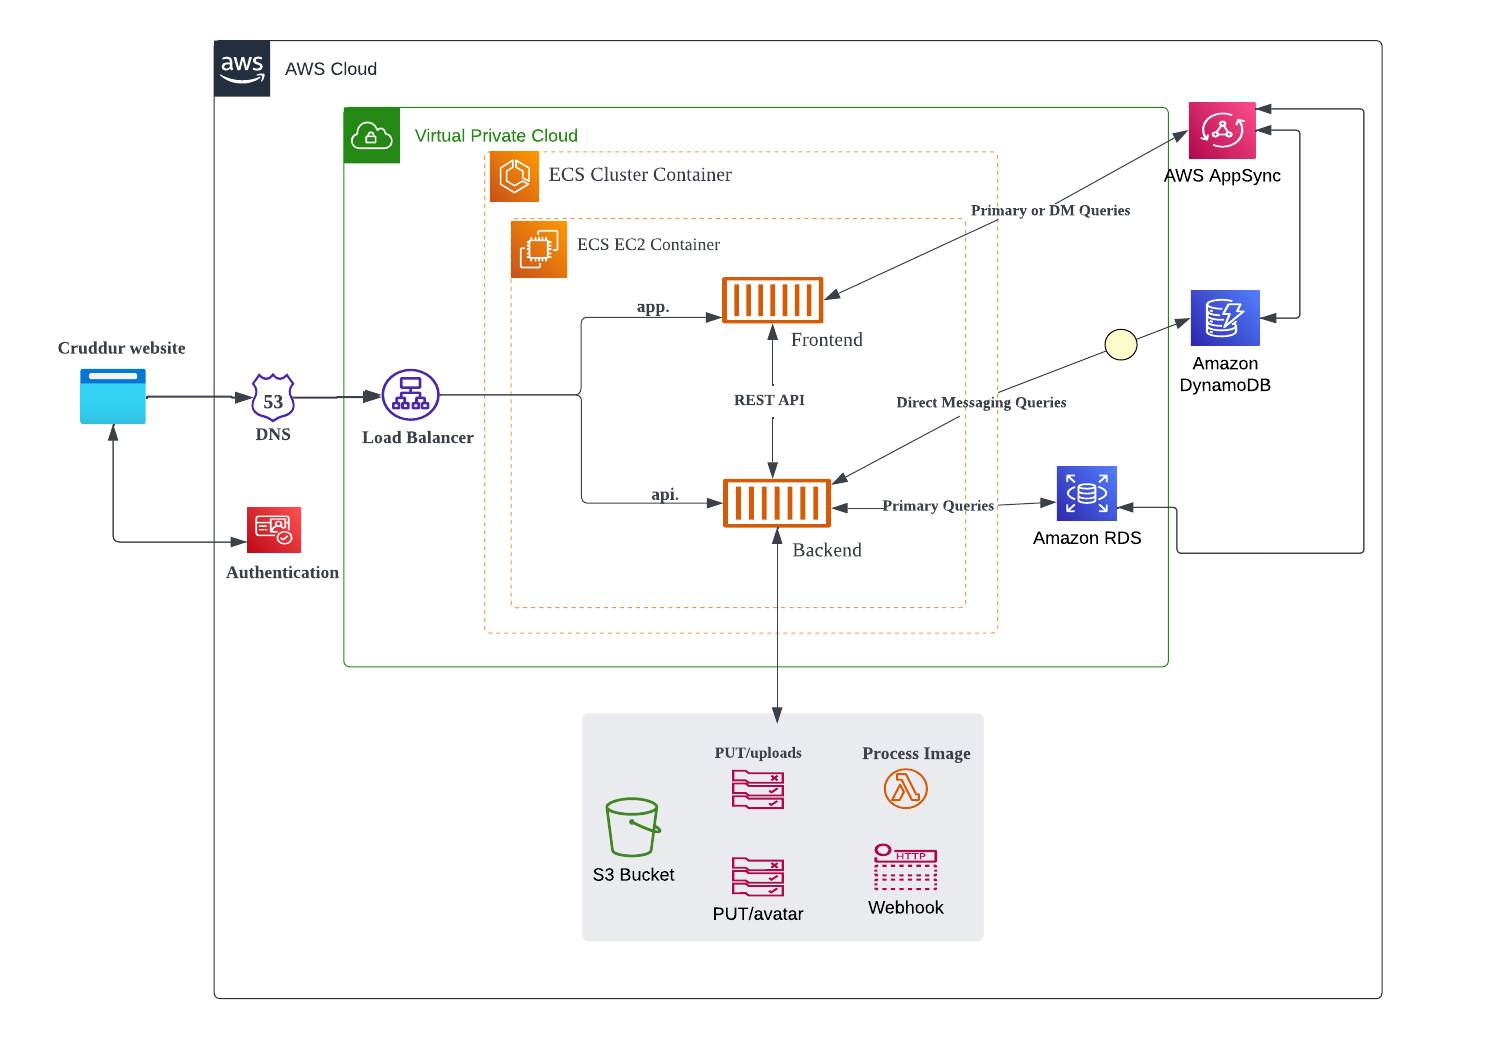 aws
AWS Cloud
Virtual Private Cloud
ECS Cluster Container
AWS AppSync
Primary or DM Queries
ECS EC2 Container
app.
Frontend
Cruddur website
Amazon
DynamoDB
53
DNS
Load Balancer
REST API
Direct Messaging Queries
api.
Primary Queries
Backend
Amazon RDS
Authentication
PUT/uploads
Process Image
S3 Bucket
HTTP
PUT/avatar
Webhook